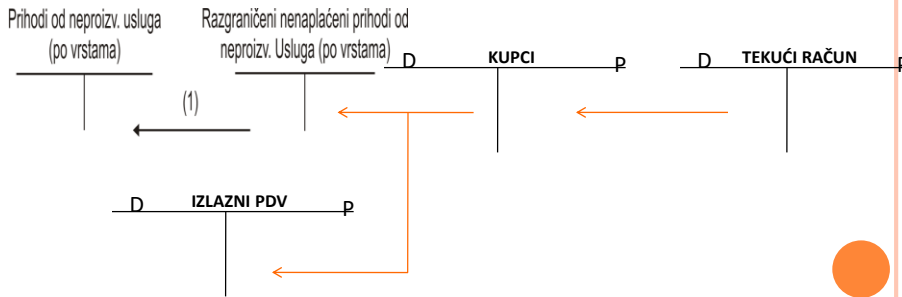 Prihodi od neproizv. usluga
(po vrstama)
Razgraničeni nenaplaćeni prihodi od
neproizv. Usluga (po vrstama)
D KUPCI P
D TEKUĆI RAČUN P
(1)
D IZLAZNI PDV P